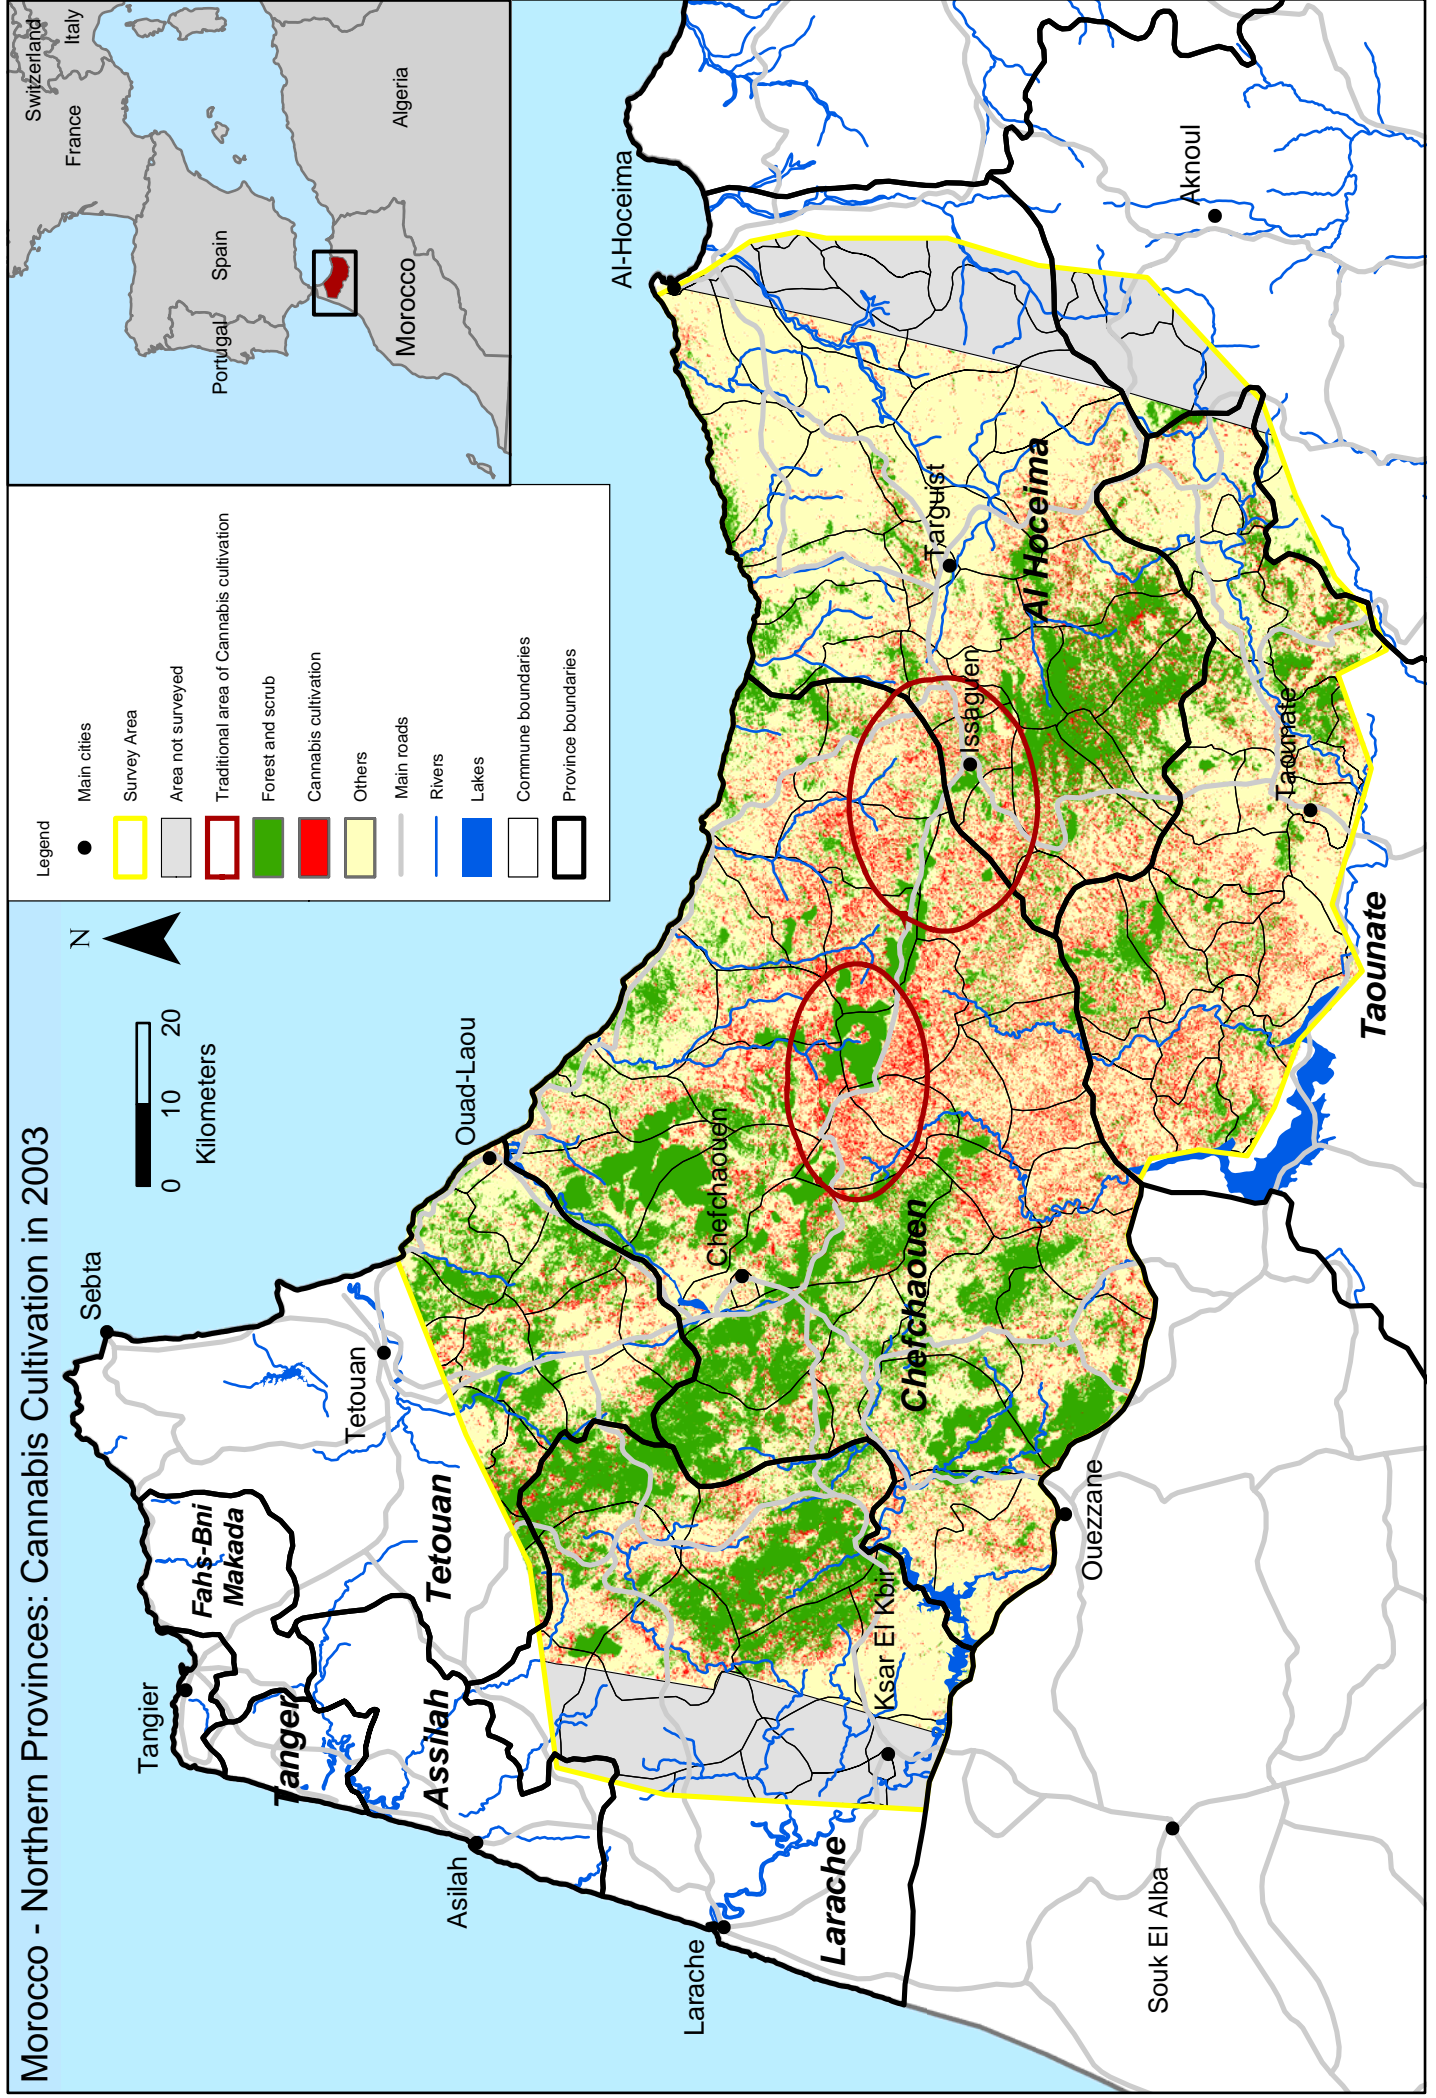 Morocco - Northern Provinces: Cannabis Cultivation in 2003
0
10
20
Kilometers
N
Legend
Main cities
Survey Area
Area not surveyed
Traditional area of Cannabis cultivation
Forest and scrub
Cannabis cultivation
Others
Main roads
Rivers
Lakes
Commune boundaries
Province boundaries
Switzerland
France
Italy
Portugal
Spain
Algeria
Morocco
Sebta
Tangier
Tetouan
Fahs-Bni
Makada
Tetouan
Tanger
Assilah
Asilah
Ouad-Laou
Al-Hoceima
Larache
Larache
Ksar El Kbir
Chefchaouen
Chefchaouen
Targuist
Issaguen
Al Hoceima
Aknoul
Ouezzane
Souk El Alba
Taounate
Taounate